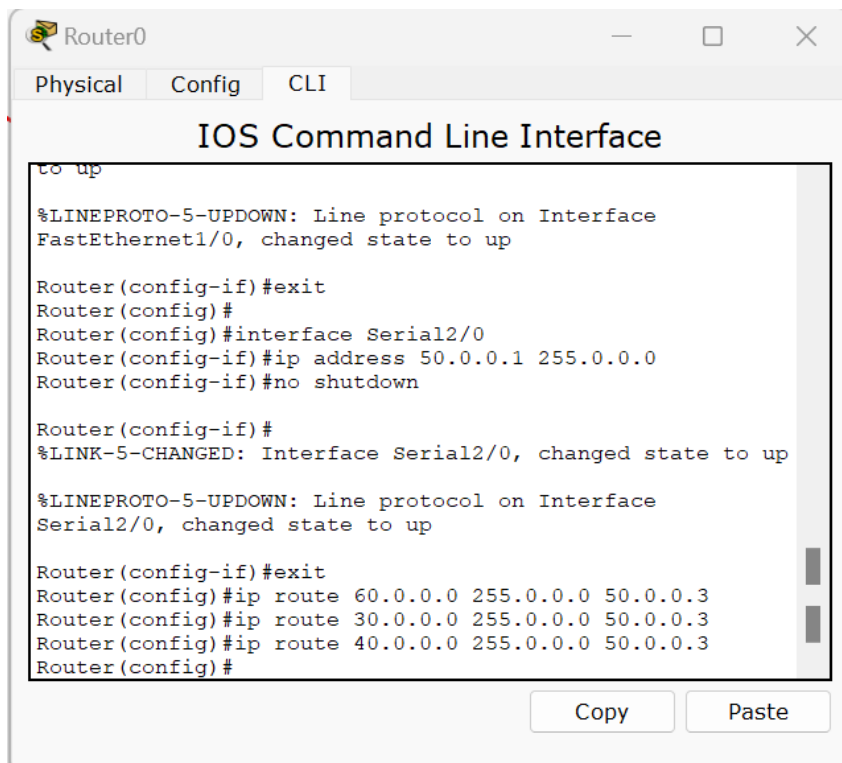 Router0
Physical Config CLI
IOS Command Line Interface
to up
%LINEPROTO-5-UPDOWN: Line protocol on Interface
FastEthernet1/0, changed state to up
Router(config-if)#exit
Router(config)#
Router(config)#interface Serial2/0
Router(config-if)#ip address 50.0.0.1 255.0.0.0
Router(config-if)#no shutdown
Router(config-if)#
%LINK-5-CHANGED: Interface Serial2/0, changed state to up
%LINEPROTO-5-UPDOWN: Line protocol on Interface
Serial2/0, changed state to up
Router(config-if)#exit
Router(config)#ip route 60.0.0.0 255.0.0.0 50.0.0.3
Router(config)#ip route 30.0.0.0 255.0.0.0 50.0.0.3
Router(config)#ip route 40.0.0.0 255.0.0.0 50.0.0.3
Router(config)#
Copy Paste